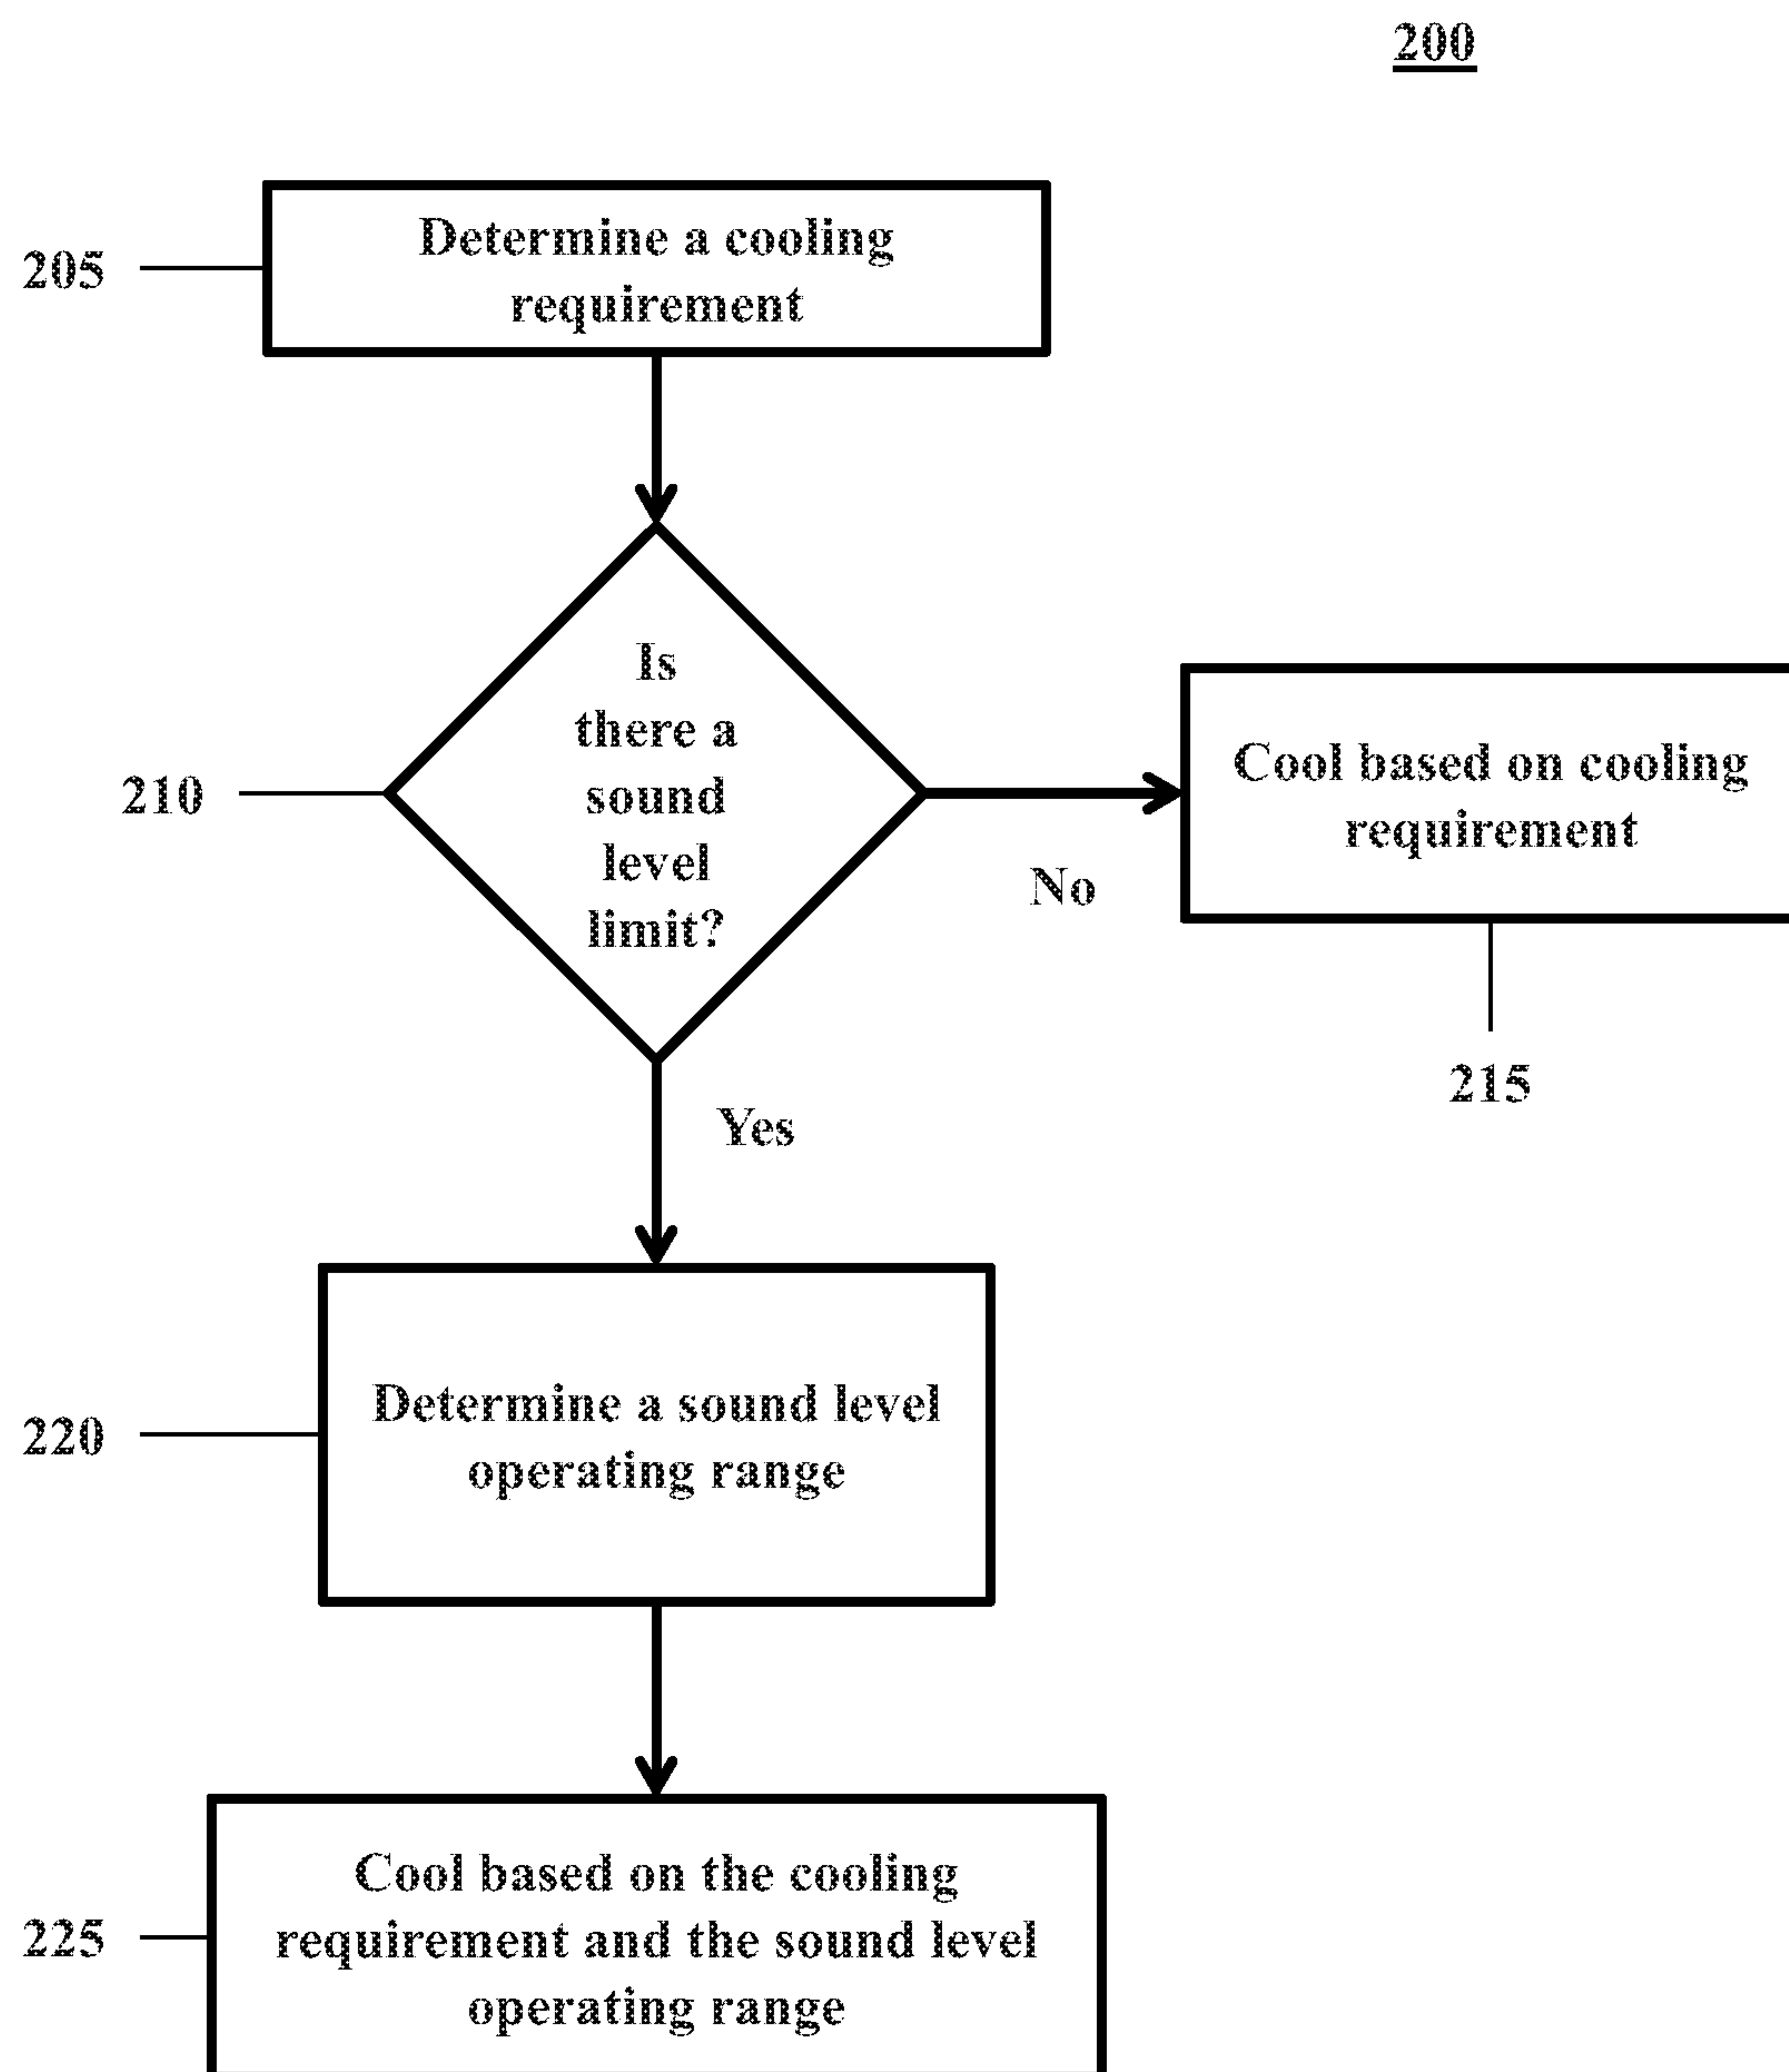 200
205
Determine a cooling
requirement
210
Is
there a
sound
level
limit?
No
Cool based on cooling
requirement
215
Yes
220
Determine a sound level
operating range
225
Cool based on the cooling
requirement and the sound level
operating range